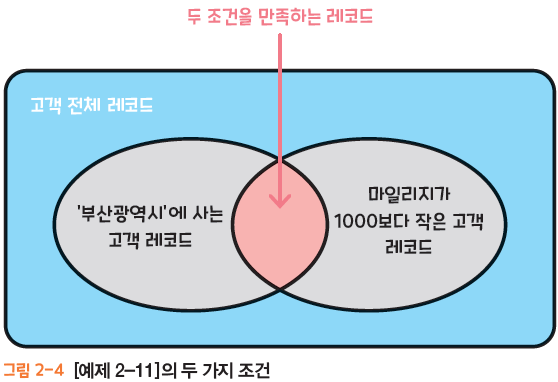 두 조건을 만족하는 레코드
고객 전체 레코드
'부산광역시'에 사는
고객 레코드
마일리지가
1000보다 작은 고객
레코드
그림 2-4 [예제 2-11]의 두 가지 조건